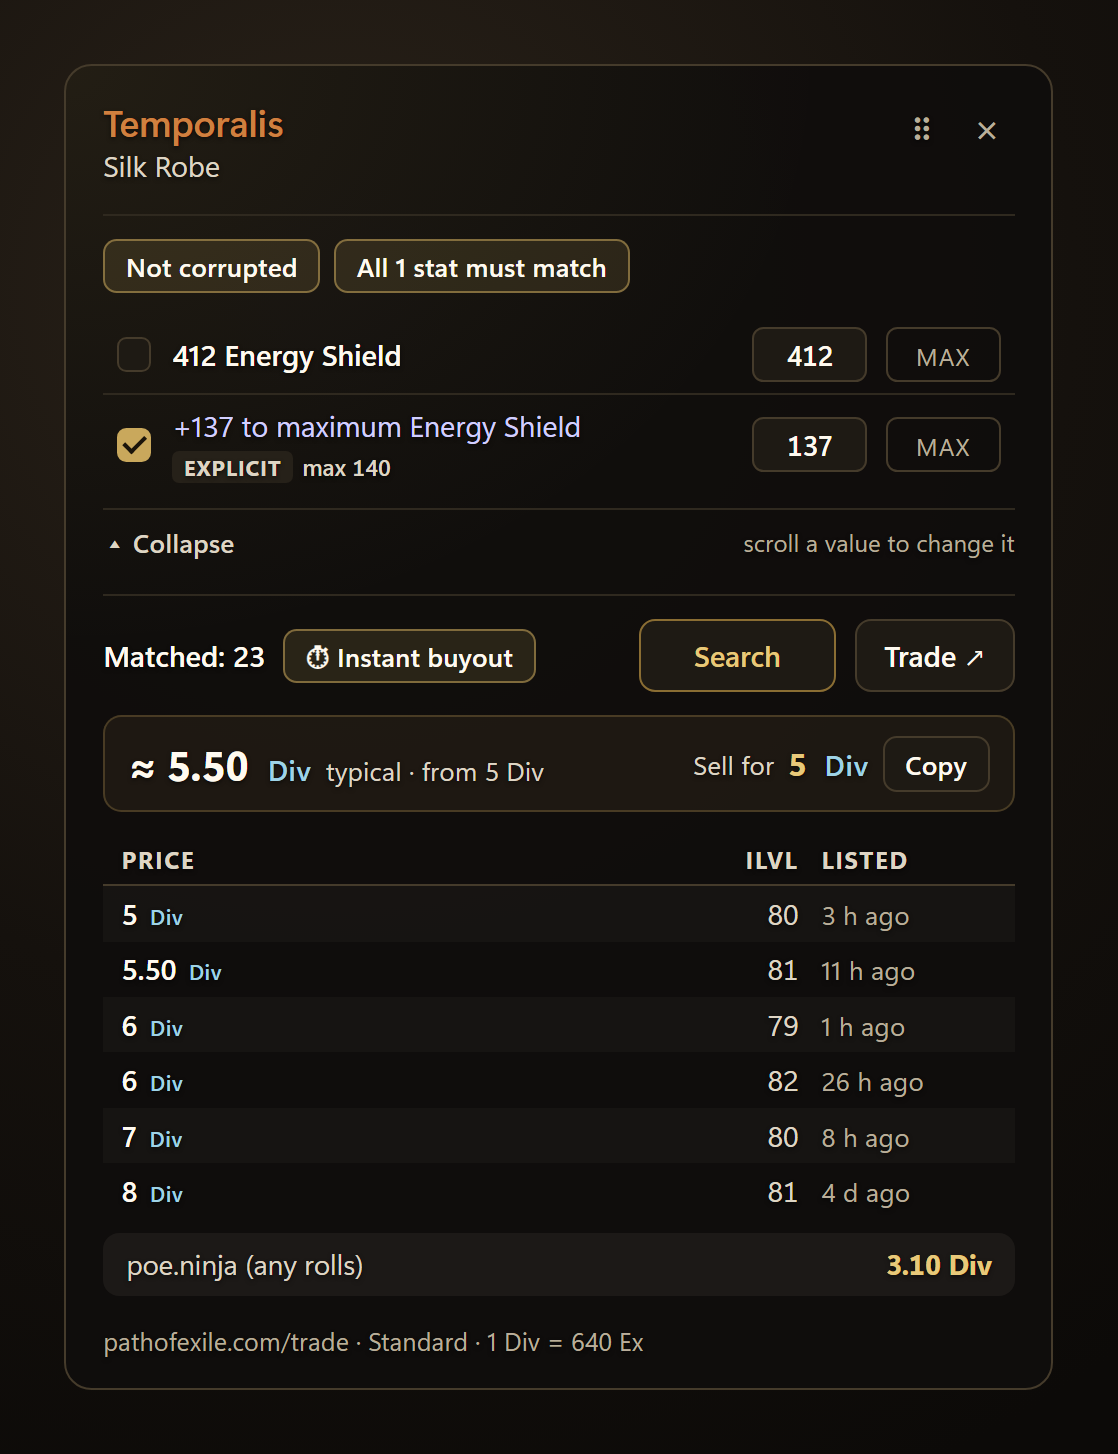 Temporalis
Silk Robe
Not corrupted
All 1 stat must match
412 Energy Shield
412
MAX
+137 to maximum Energy Shield
EXPLICIT max 140
137
MAX
Collapse
scroll a value to change it
Matched: 23
Instant buyout
Search
Trade ↗
≈ 5.50 Div typical · from 5 Div
Sell for 5 Div
Copy
PRICE ILVL LISTED
5 Div 80 3 h ago
5.50 Div 81 11 h ago
6 Div 79 1 h ago
6 Div 82 26 h ago
7 Div 80 8 h ago
8 Div 81 4 d ago
poe.ninja (any rolls) 3.10 Div
pathofexile.com/trade · Standard · 1 Div = 640 Ex